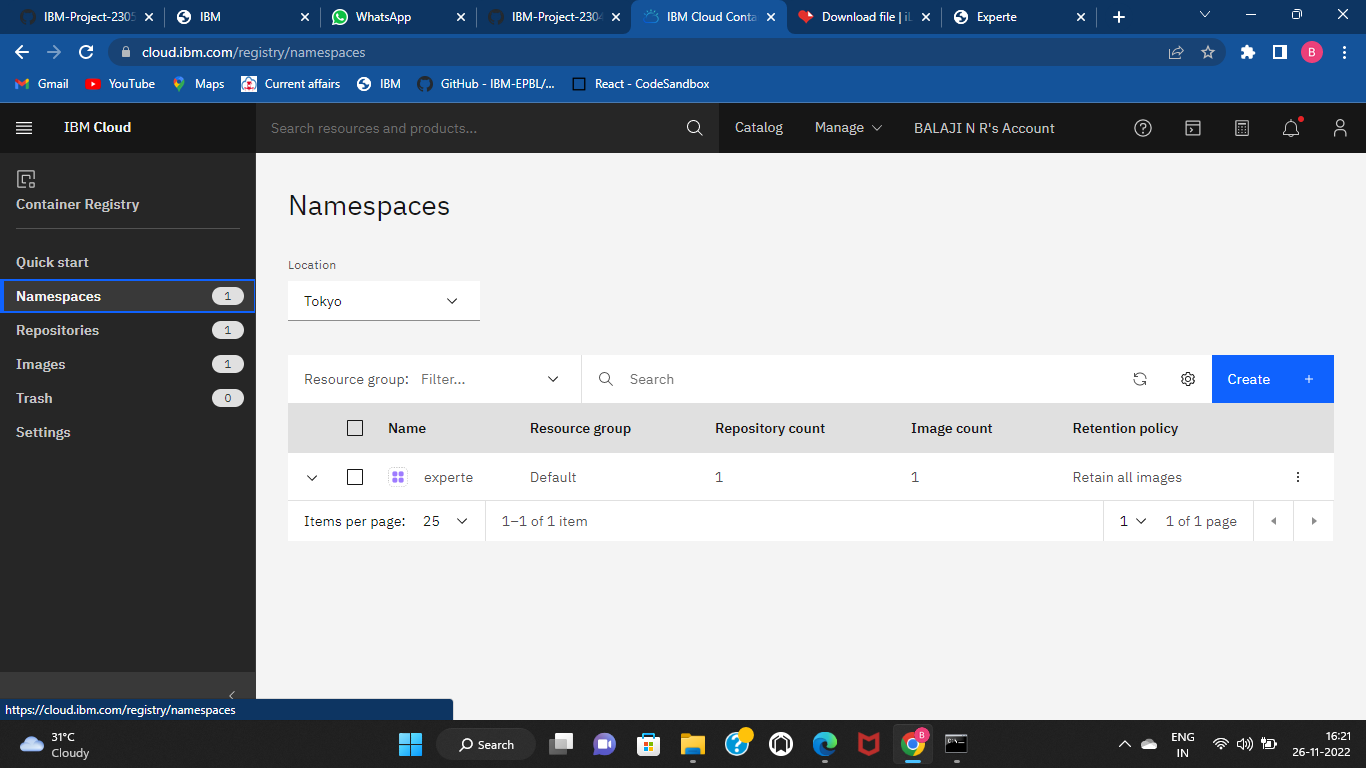 IBM-Project-2305
IBM
WhatsApp
IBM-Project-2304
IBM Cloud Conta
Download file | iL
Experte
cloud.ibm.com/registry/namespaces
B
Gmail
YouTube
Maps
Current affairs
IBM
GitHub - IBM-EPBL/...
React - CodeSandbox
IBM Cloud
Search resources and products...
Catalog
Manage
BALAJI N R's Account
Container Registry
Quick start
Namespaces 1
Repositories 1
Images 1
Trash 0
Settings
Namespaces
Location
Tokyo
Resource group: Filter...
Search
Create +
Name Resource group Repository count Image count Retention policy
experte Default 1 1 Retain all images
Items per page: 25 1–1 of 1 item 1 1 of 1 page
https://cloud.ibm.com/registry/namespaces
31°C
Cloudy
Search
B
ENG
IN
16:21
26-11-2022